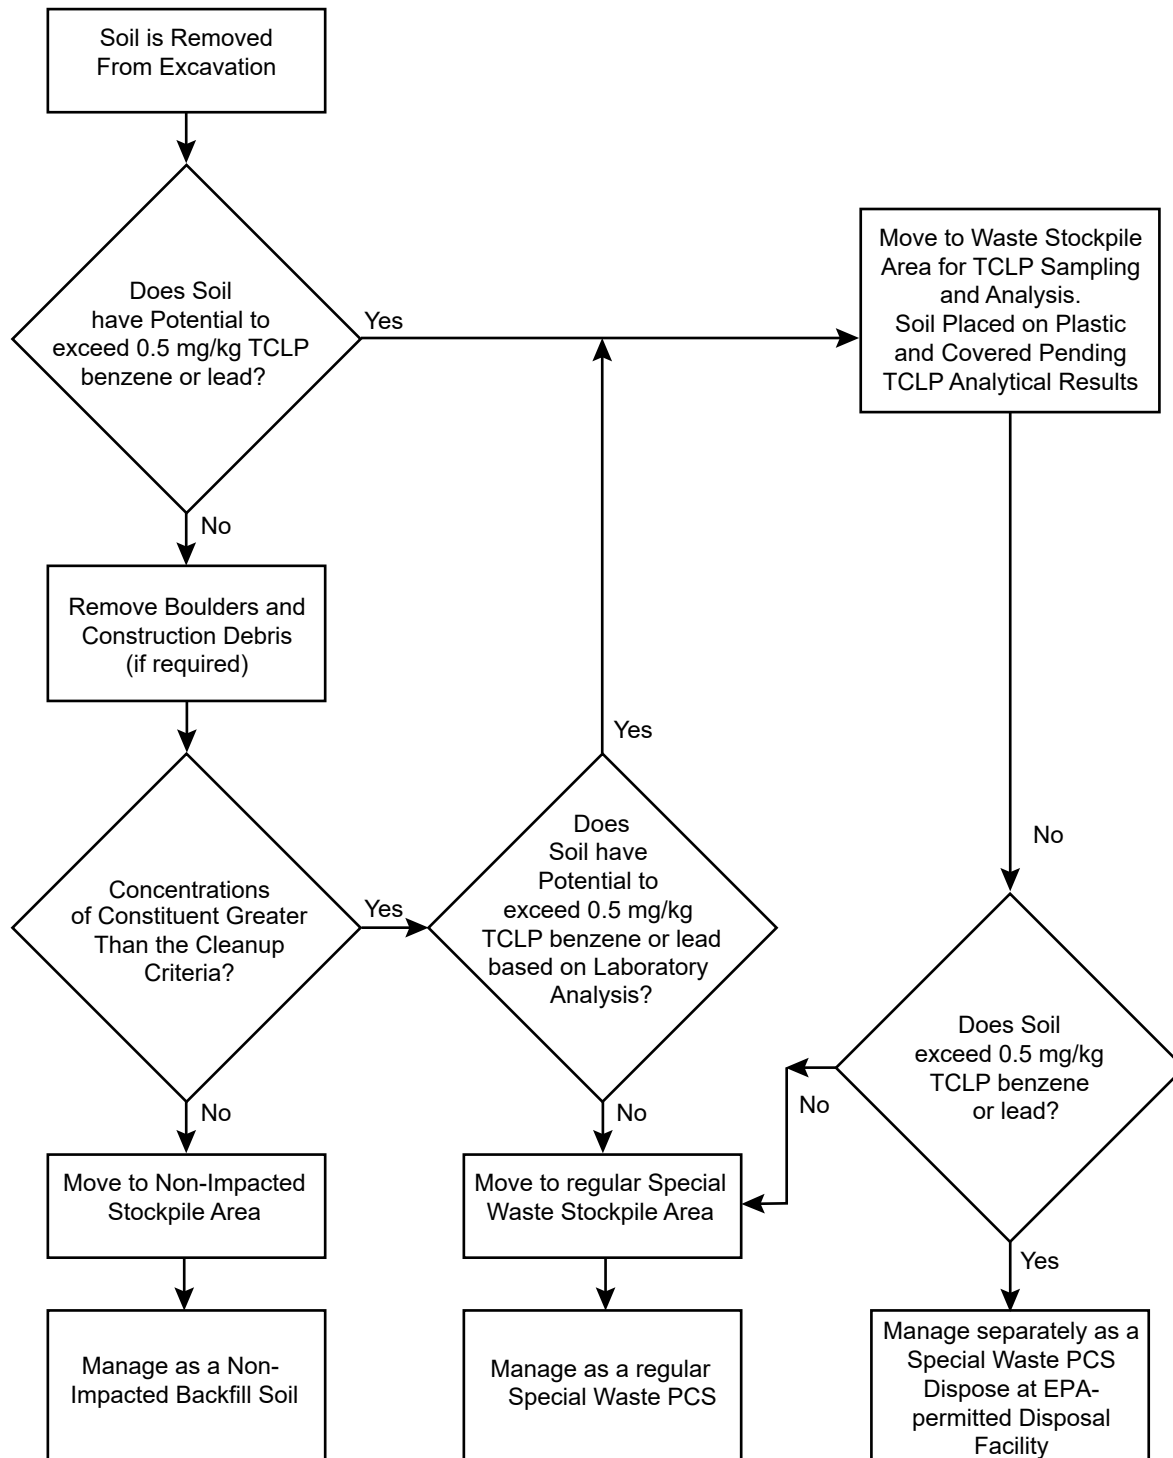 Soil is Removed
From Excavation
Does Soil
have Potential to
exceed 0.5 mg/kg TCLP
benzene or lead?
Yes
Move to Waste Stockpile
Area for TCLP Sampling
and Analysis.
Soil Placed on Plastic
and Covered Pending
TCLP Analytical Results
No
Remove Boulders and
Construction Debris
(if required)
Yes
No
Concentrations
of Constituent Greater
Than the Cleanup
Criteria?
Yes
Does
Soil have
Potential to
exceed 0.5 mg/kg
TCLP benzene or lead
based on Laboratory
Analysis?
Does Soil
exceed 0.5 mg/kg
TCLP benzene
or lead?
No
No
No
Move to Non-Impacted
Stockpile Area
Move to regular Special
Waste Stockpile Area
Yes
Manage as a Non-
Impacted Backfill Soil
Manage as a regular
Special Waste PCS
Manage separately as a
Special Waste PCS
Dispose at EPA-
permitted Disposal
Facility